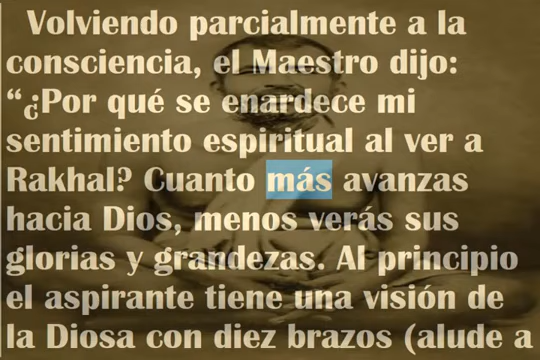 Volviendo parcialmente a la
consciencia, el Maestro dijo:
“¿Por qué se enardece mi
sentimiento espiritual al ver a
Rakhal? Cuanto más avanzas
hacia Dios, menos verás sus
glorias y grandezas. Al principio
el aspirante tiene una visión de
la Diosa con diez brazos (alude a